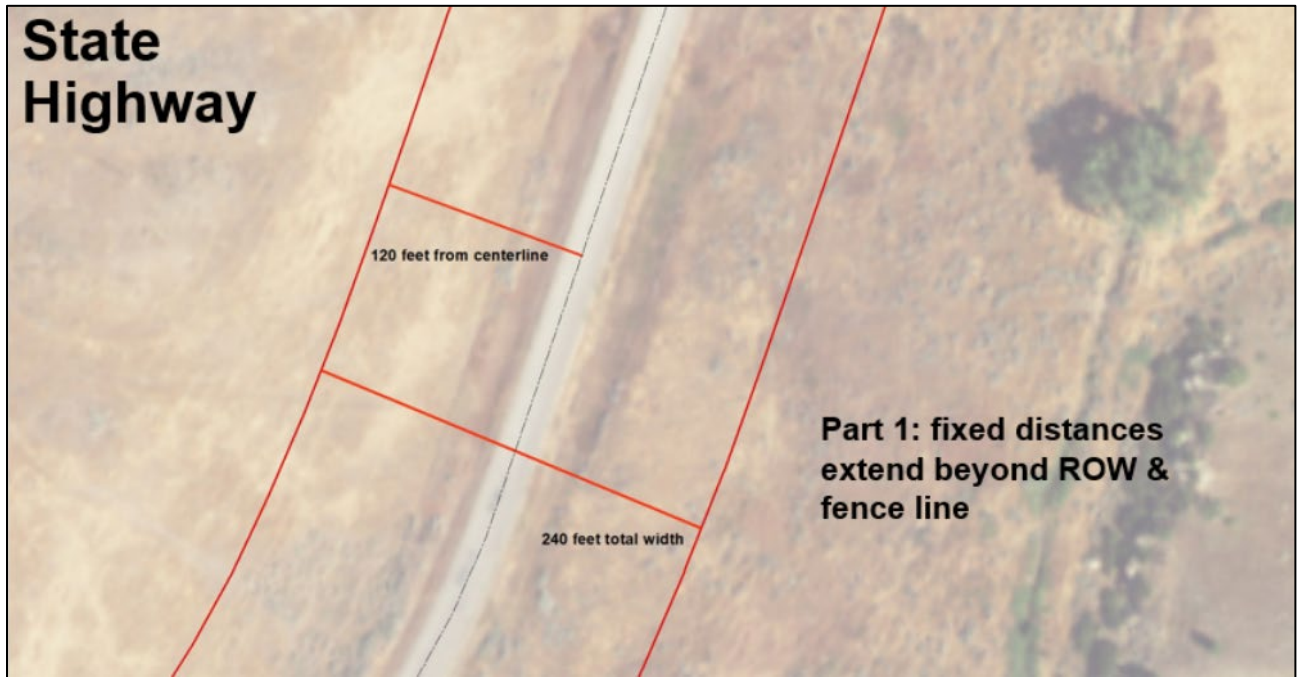 State
Highway
120 feet from centerline
Part 1: fixed distances
extend beyond ROW &
fence line
240 feet total width